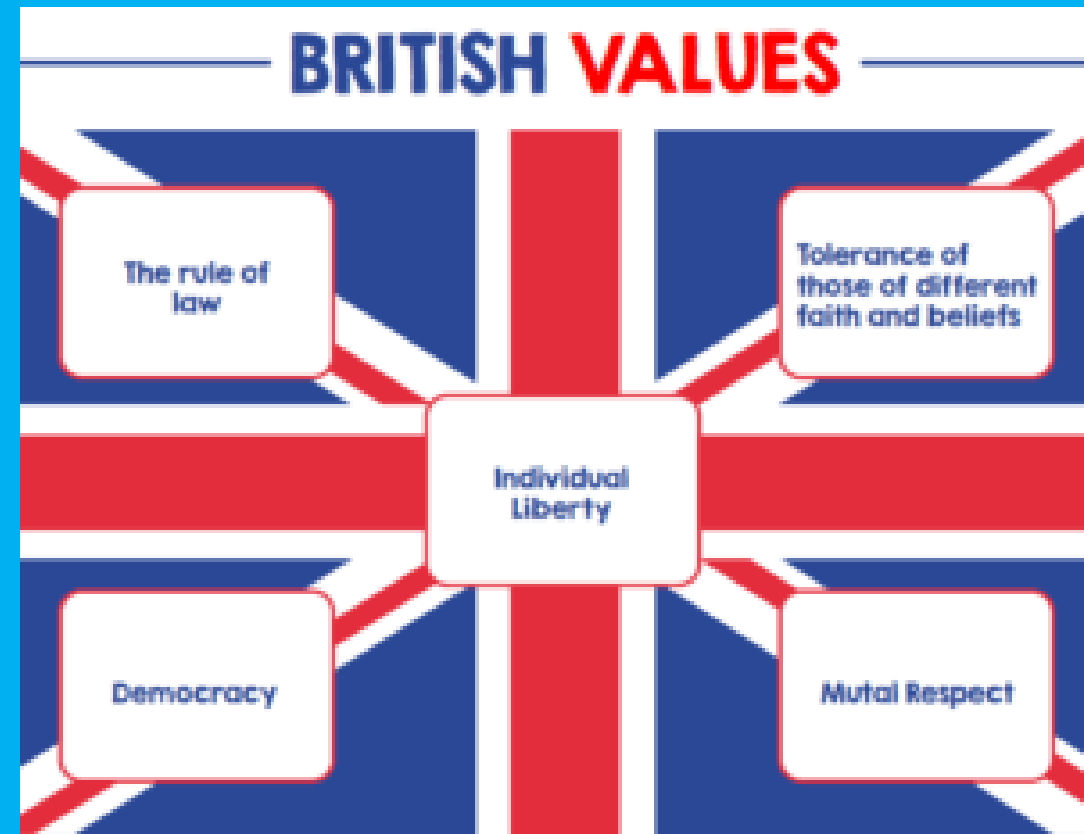 BRITISH VALUES
The rule of
law
Tolerance of
those of different
faith and beliefs
Individual
Liberty
Democracy
Mutal Respect